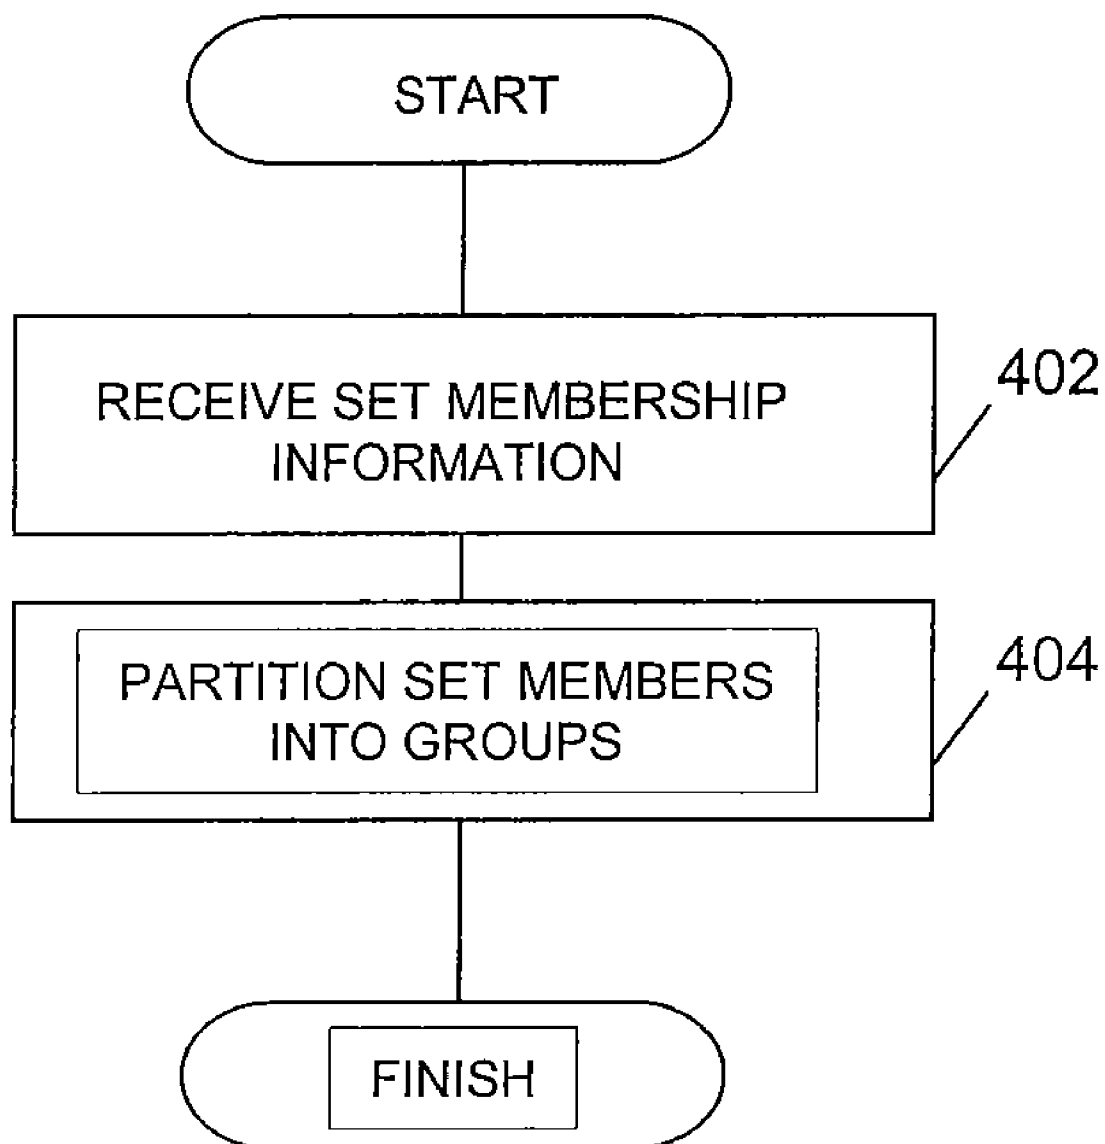 START
RECEIVE SET MEMBERSHIP
INFORMATION
402
PARTITION SET MEMBERS
INTO GROUPS
404
FINISH